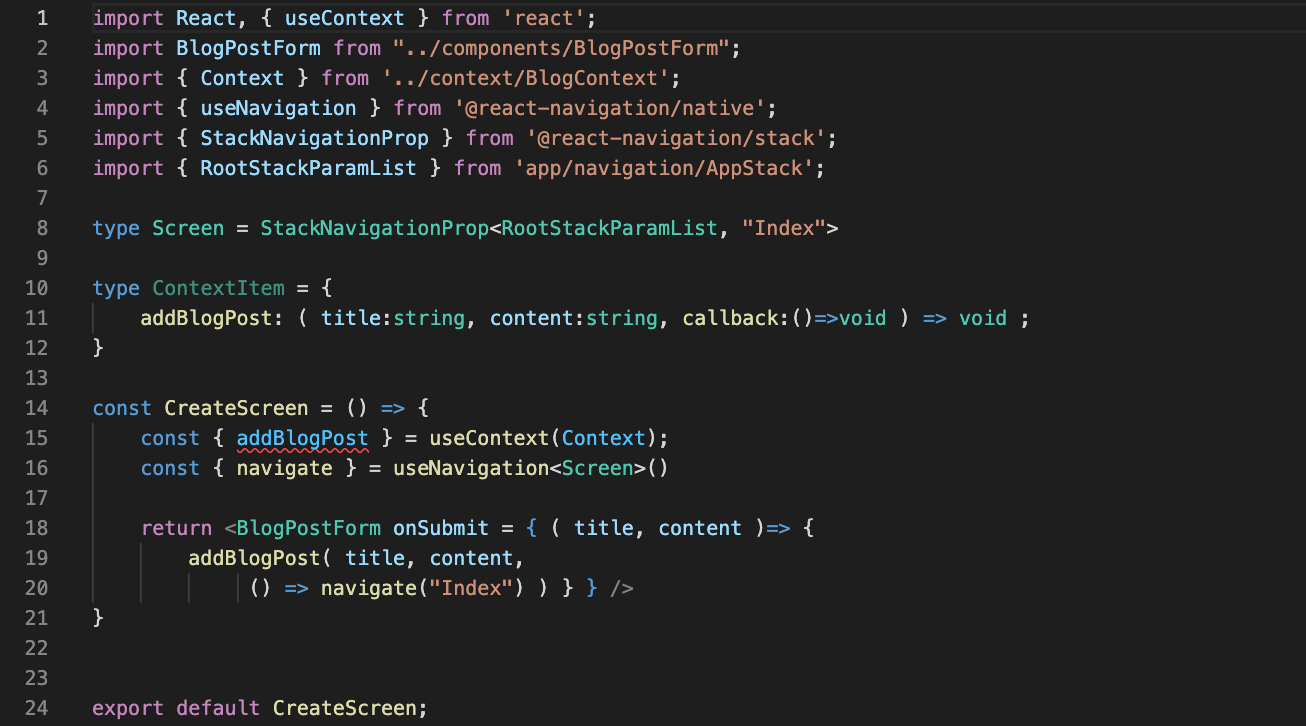 1 import React, { useContext } from 'react';
2 import BlogPostForm from "../components/BlogPostForm";
3 import { Context } from '../context/BlogContext';
4 import { useNavigation } from '@react-navigation/native';
5 import { StackNavigationProp } from '@react-navigation/stack';
6 import { RootStackParamList } from 'app/navigation/AppStack';
7
8 type Screen = StackNavigationProp<RootStackParamList, "Index">
9
10 type ContextItem = {
11     addBlogPost: ( title:string, content:string, callback:()=>void ) => void ;
12 }
13
14 const CreateScreen = () => {
15     const { addBlogPost } = useContext(Context);
16     const { navigate } = useNavigation<Screen>()
17
18     return <BlogPostForm onSubmit = { ( title, content )=> {
19         addBlogPost( title, content,
20              () => navigate("Index") ) } } />
21 }
22
23
24 export default CreateScreen;